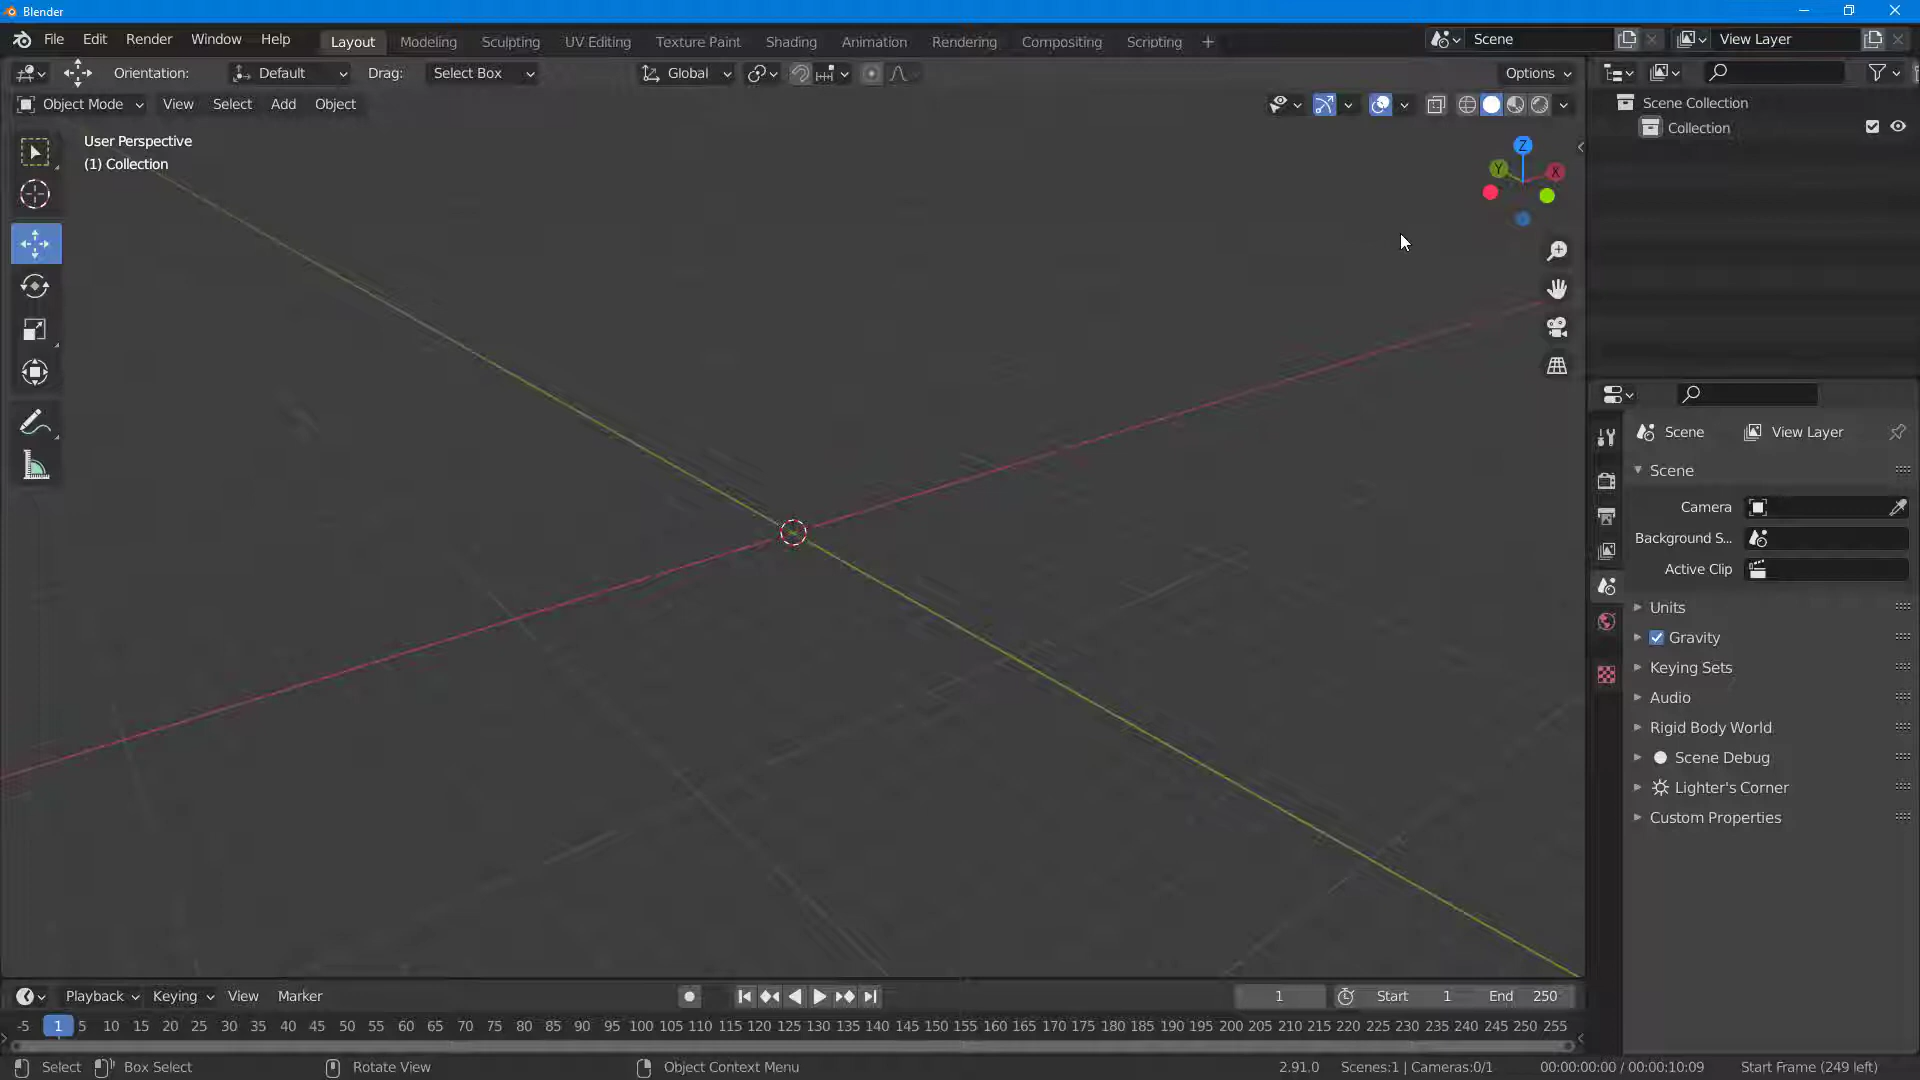 Blender
File Edit Render Window Help Layout Modeling Sculpting UV Editing Texture Paint Shading Animation Rendering Compositing Scripting + Scene View Layer
Orientation: Default Drag: Select Box Global Options
Object Mode View Select Add Object
Scene Collection
Collection
User Perspective
(1) Collection
Z
Y
X
Scene View Layer
Scene
Camera
Background S...
Active Clip
Units
Gravity
Keying Sets
Audio
Rigid Body World
Scene Debug
Lighter's Corner
Custom Properties
Playback Keying View Marker 1 Start 1 End 250
-5 1 5 10 15 20 25 30 35 40 45 50 55 60 65 70 75 80 85 90 95 100 105 110 115 120 125 130 135 140 145 150 155 160 165 170 175 180 185 190 195 200 205 210 215 220 225 230 235 240 245 250 255
Select Box Select Rotate View Object Context Menu 2.91.0 Scenes:1 | Cameras:0/1 00:00:00:00 / 00:00:10:09 Start Frame (249 left)